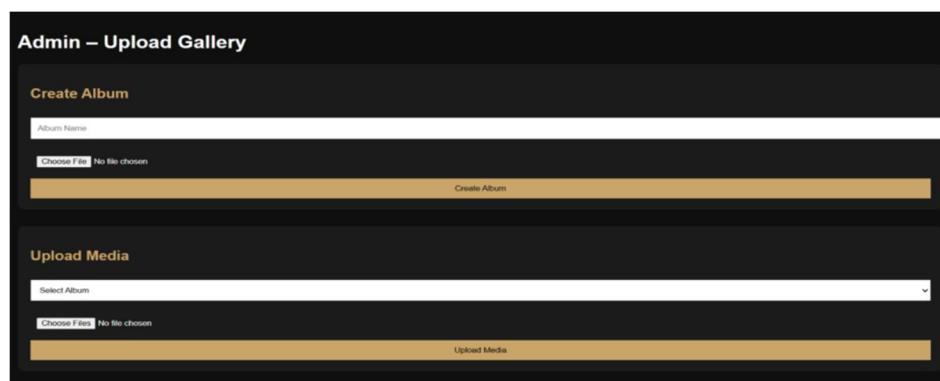 Admin – Upload Gallery
Create Album
Album Name
Choose File No file chosen
Create Album
Upload Media
Select Album
Choose Files No file chosen
Upload Media